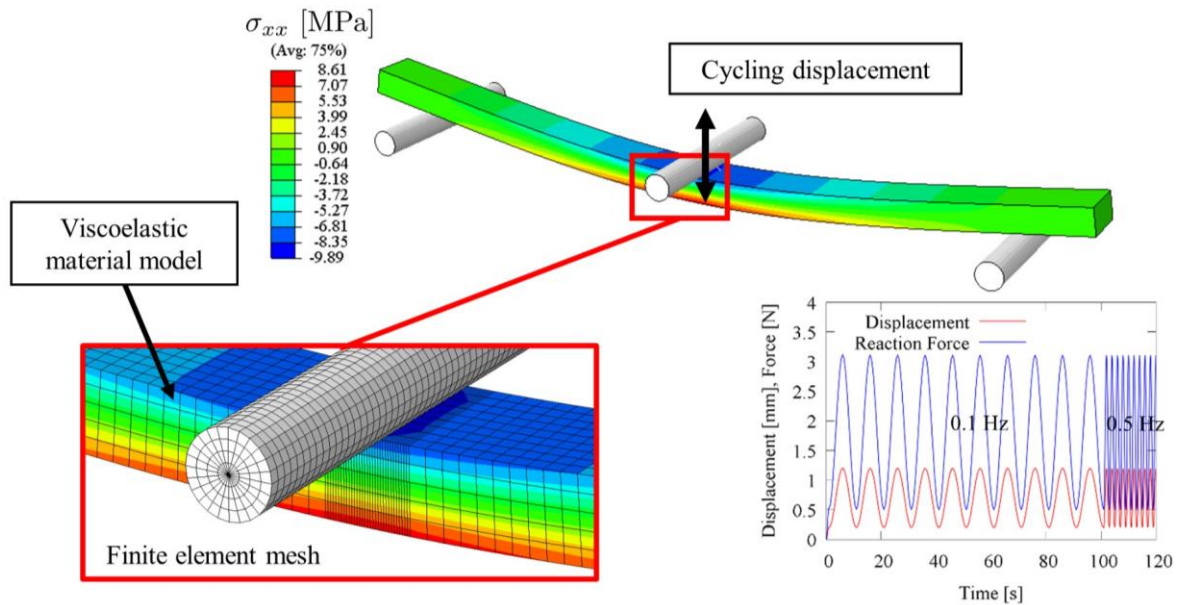 σxx [MPa]
(Avg: 75%)
8.61
7.07
5.53
3.99
2.45
0.90
-0.64
-2.18
-3.72
-5.27
-6.81
-8.35
-9.89
Cycling displacement
Viscoelastic
material model
Finite element mesh
4
3.5
3
2.5
2
1.5
1
0.5
0
Displacement [mm], Force [N]
Displacement
Reaction Force
0.1 Hz
0.5 Hz
0
20
40
60
80
100
120
Time [s]